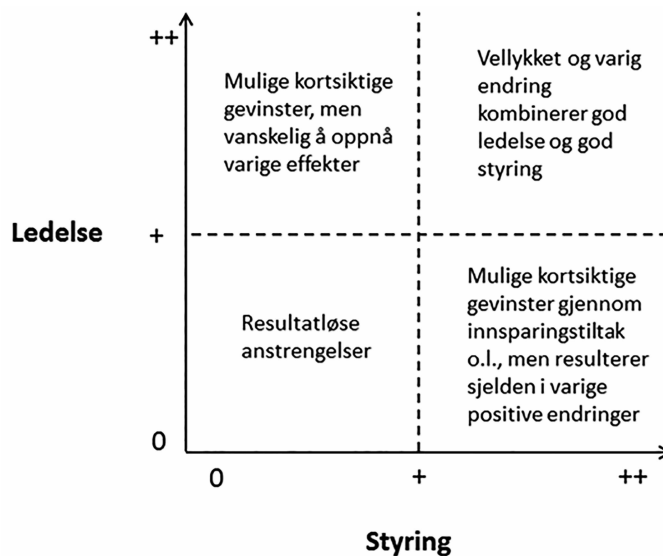 ++
Mulige kortsiktige
gevinster, men
vanskelig å oppnå
varige effekter
Vellykket og varig
endring
kombinerer god
ledelse og god
styring
Ledelse
+
Resultatløse
anstrengelser
Mulige kortsiktige
gevinster gjennom
innsparingstiltak
o.l., men resulterer
sjelden i varige
positive endringer
0
0
+
++
Styring